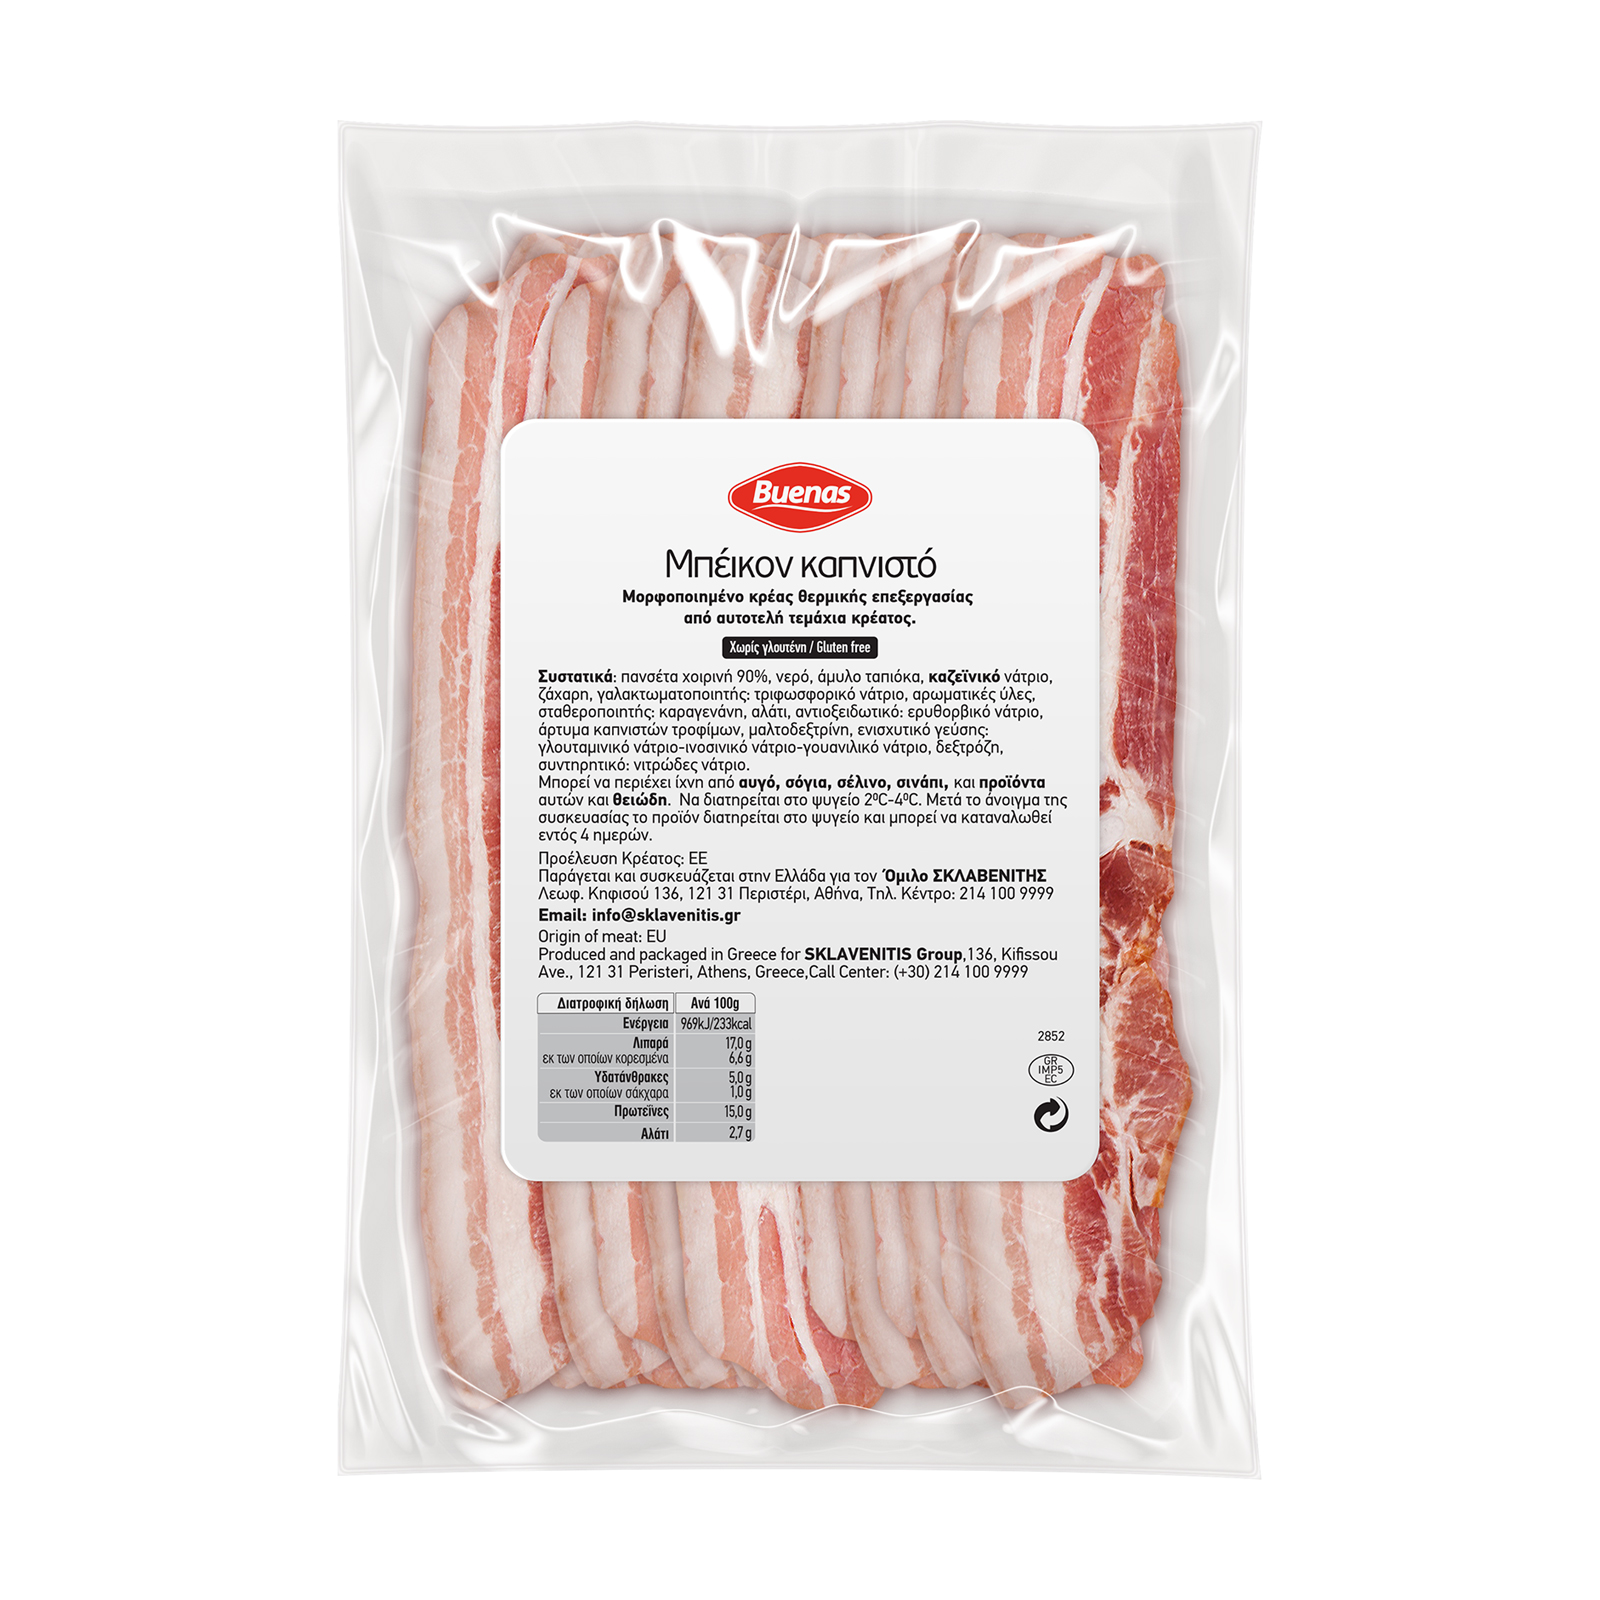 Buenas
Μπέικον καπνιστό
Μορφοποιημένο κρέας θερμικής επεξεργασίας
από αυτοτελή τεμάχια κρέατος.
Χωρίς γλουτένη / Gluten free
Συστατικά: πανσέτα χοιρινή 90%, νερό, άμυλο ταπιόκα, καζεϊνικό νάτριο,
ζάχαρη, γαλακτωματοποιητής: τριφωσφορικό νάτριο, αρωματικές ύλες,
σταθεροποιητής: καραγενάνη, αλάτι, αντιοξειδωτικό: ερυθορβικό νάτριο,
άρτυμα καπνιστών τροφίμων, μαλτοδεξτρίνη, ενισχυτικό γεύσης:
γλουταμινικό νάτριο-ινοσινικό νάτριο-γουανιλικό νάτριο, δεξτρόζη,
συντηρητικό: νιτρώδες νάτριο.
Μπορεί να περιέχει ίχνη από αυγό, σόγια, σέλινο, σινάπι, και προϊόντα
αυτών και θειώδη. Να διατηρείται στο ψυγείο 2ºC-4ºC. Μετά το άνοιγμα της
συσκευασίας το προϊόν διατηρείται στο ψυγείο και μπορεί να καταναλωθεί
εντός 4 ημερών.
Προέλευση Κρέατος: ΕΕ
Παράγεται και συσκευάζεται στην Ελλάδα για τον Όμιλο ΣΚΛΑΒΕΝΙΤΗΣ
Λεωφ. Κηφισού 136, 121 31 Περιστέρι, Αθήνα, Τηλ. Κέντρο: 214 100 9999
Email: info@sklavenitis.gr
Origin of meat: EU
Produced and packaged in Greece for SKLAVENITIS Group,136, Kifissou
Ave., 121 31 Peristeri, Athens, Greece,Call Center: (+30) 214 100 9999
Διατροφική δήλωση Ανά 100g
Ενέργεια 969kJ/233kcal
Λιπαρά 17,0 g
εκ των οποίων κορεσμένα 6,6 g
Υδατάνθρακες 5,0 g
εκ των οποίων σάκχαρα 1,0 g
Πρωτεΐνες 15,0 g
Αλάτι 2,7 g
2852
GR
IMP5
EC